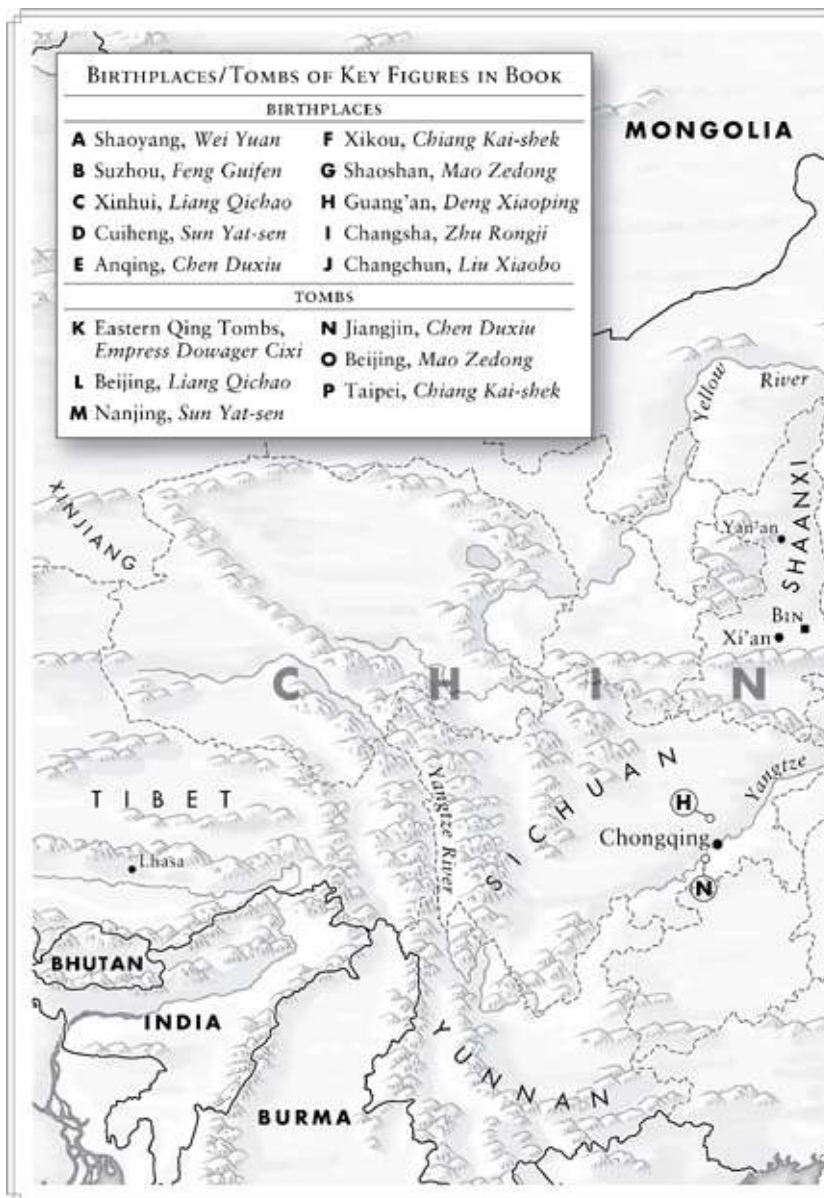 BIRTHPLACES/TOMBS OF KEY FIGURES IN BOOK
BIRTHPLACES
A Shaoyang, Wei Yuan
B Suzhou, Feng Guifen
C Xinhui, Liang Qichao
D Cuiheng, Sun Yat-sen
E Anqing, Chen Duxiu
F Xikou, Chiang Kai-shek
G Shaoshan, Mao Zedong
H Guang'an, Deng Xiaoping
I Changsha, Zhu Rongji
J Changchun, Liu Xiaobo
TOMBS
K Eastern Qing Tombs,
Empress Dowager Cixi
L Beijing, Liang Qichao
M Nanjing, Sun Yat-sen
N Jiangjin, Chen Duxiu
O Beijing, Mao Zedong
P Taipei, Chiang Kai-shek
MONGOLIA
Yellow River
XINJIANG
SHAANXI
Yan'an
BIN
Xi'an
C H I N
TIBET
Lhasa
Yangtze River
SICHUAN
Yangtze
H
Chongqing
N
BHUTAN
INDIA
YUNNAN
BURMA